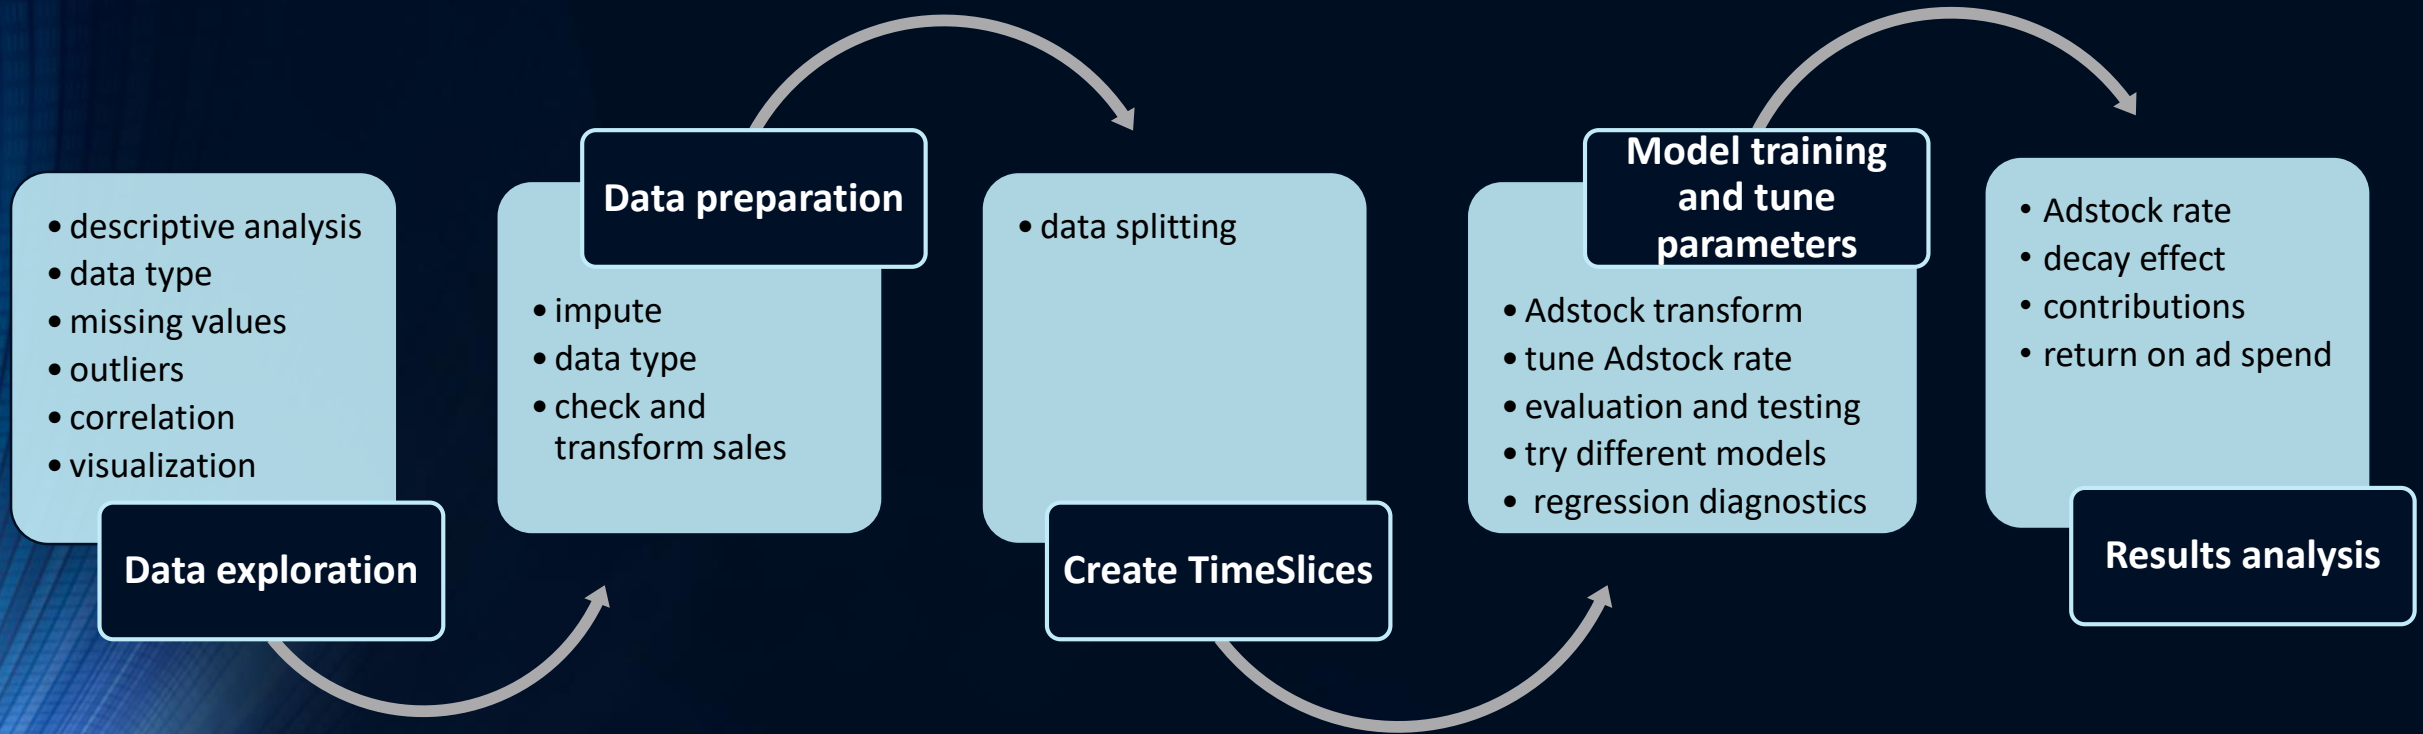 • descriptive analysis
• data type
• missing values
• outliers
• correlation
• visualization
Data exploration
Data preparation
• impute
• data type
• check and
transform sales
• data splitting
Create TimeSlices
Model training
and tune
parameters
• Adstock transform
• tune Adstock rate
• evaluation and testing
• try different models
• regression diagnostics
• Adstock rate
• decay effect
• contributions
• return on ad spend
Results analysis